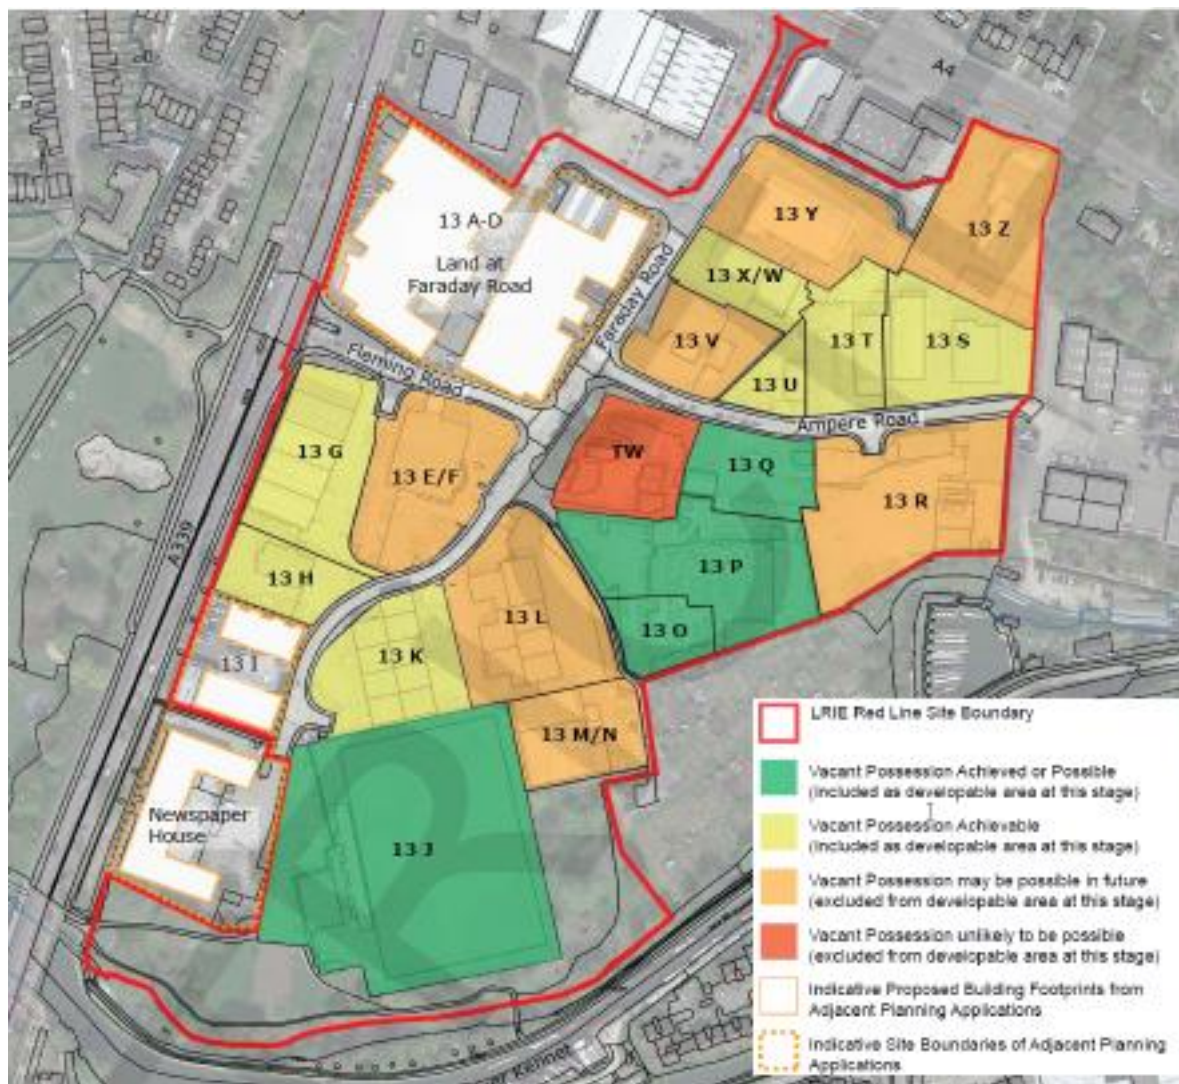 A4
13 A-D
Land at
Faraday Road
Faraday Road
Fleming Road
13 Y
13 Z
13 X/W
13 V
13 T
13 S
13 U
Ampere Road
13 G
13 E/F
TW
13 Q
13 R
A339
13 H
13 P
13 L
13 O
13 I
13 K
13 M/N
Newspaper
House
13 J
Kennet
LRIE Red Line Site Boundary
Vacant Possession Achieved or Possible
(included as developable area at this stage)
Vacant Possession Achievable
(included as developable area at this stage)
Vacant Possession may be possible in future
(excluded from developable area at this stage)
Vacant Possession unlikely to be possible
(excluded from developable area at this stage)
Indicative Proposed Building Footprints from
Adjacent Planning Applications
Indicative Site Boundaries of Adjacent Planning
Applications